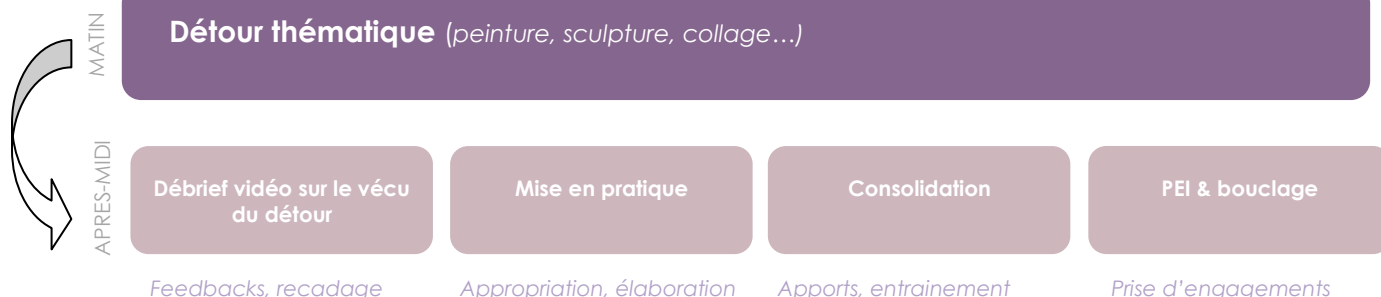 MATIN
Détour thématique (peinture, sculpture, collage…)
APRES-MIDI
Débrief vidéo sur le vécu
du détour
Mise en pratique
Consolidation
PEI & bouclage
Feedbacks, recadage
Appropriation, élaboration
Apports, entrainement
Prise d’engagements